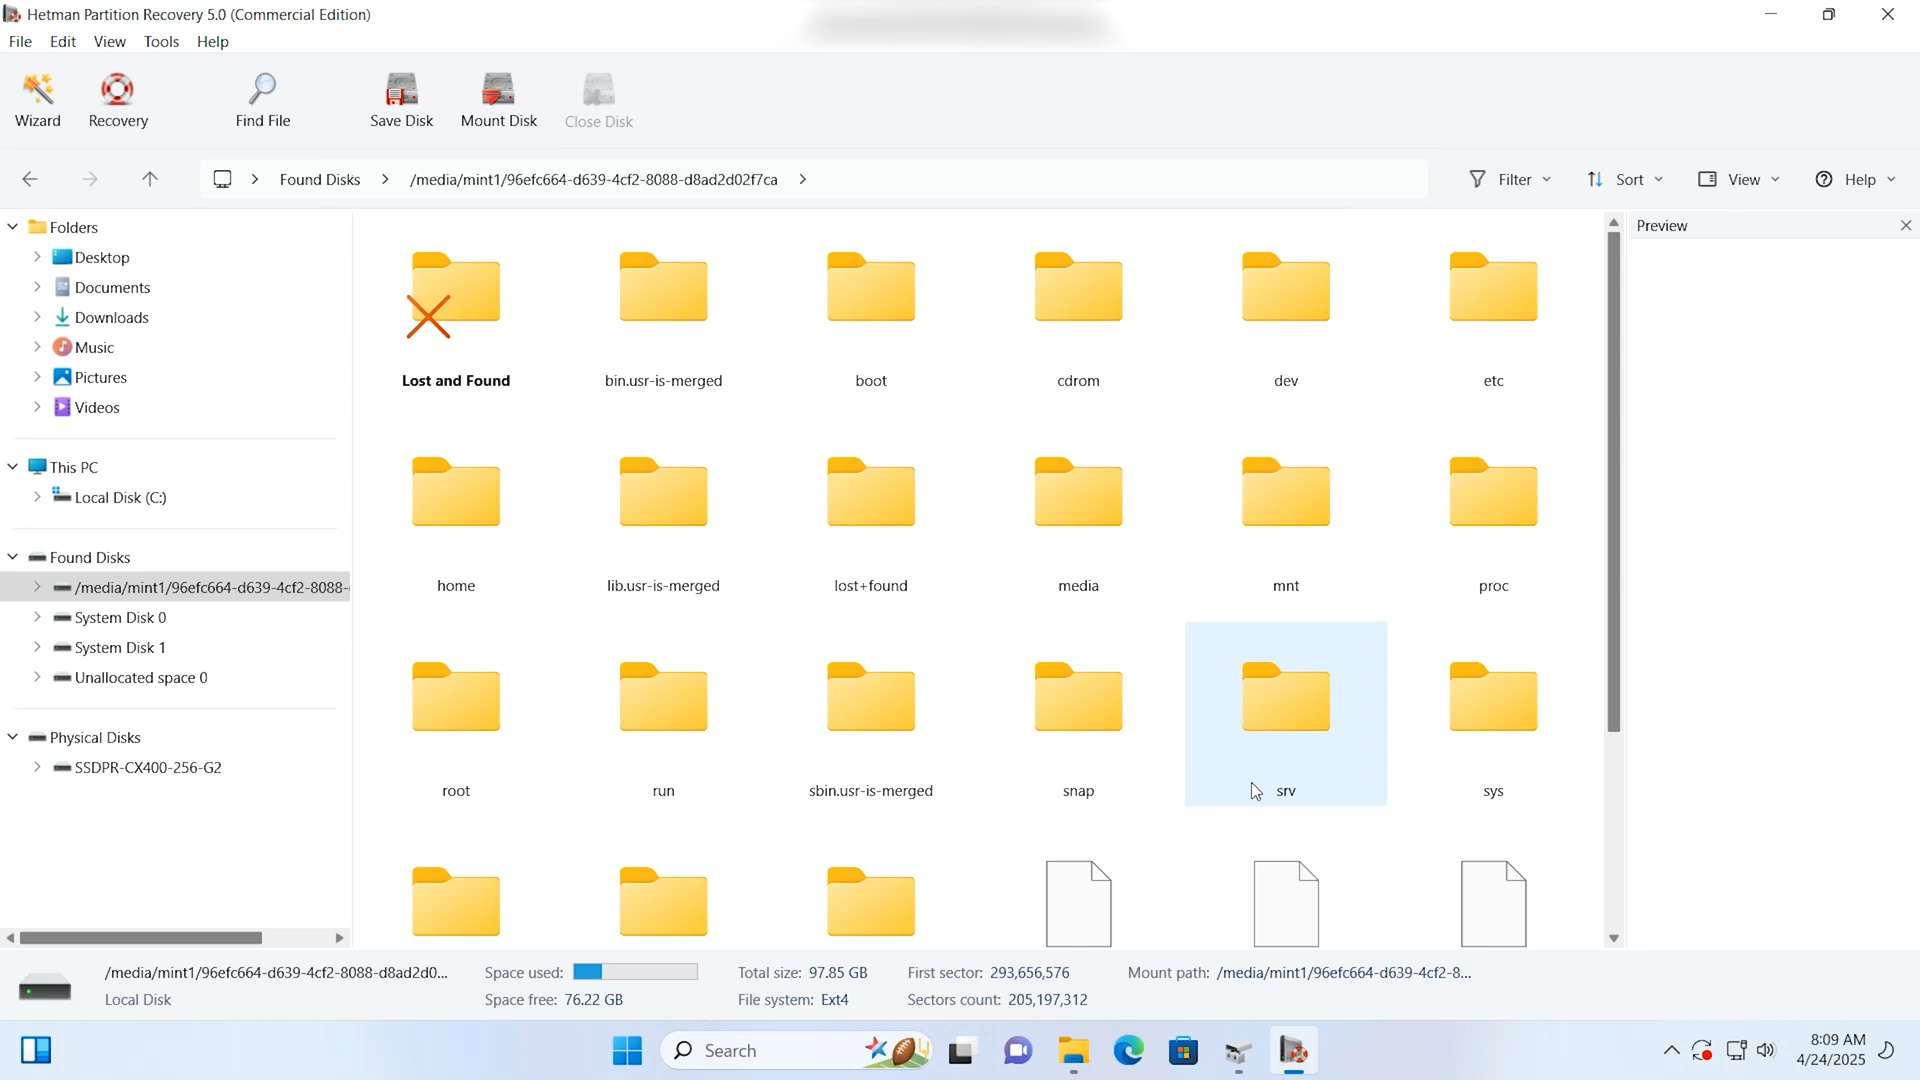 Hetman Partition Recovery 5.0 (Commercial Edition)
File Edit View Tools Help
Wizard Recovery Find File Save Disk Mount Disk Close Disk
Found Disks /media/mint1/96efc664-d639-4cf2-8088-d8ad2d02f7ca
Filter Sort View Help
Folders
Desktop
Documents
Downloads
Music
Pictures
Videos
This PC
Local Disk (C:)
Found Disks
/media/mint1/96efc664-d639-4cf2-8088-
System Disk 0
System Disk 1
Unallocated space 0
Physical Disks
SSDPR-CX400-256-G2
Lost and Found bin.usr-is-merged boot cdrom dev etc
home lib.usr-is-merged lost+found media mnt proc
root run sbin.usr-is-merged snap srv sys
Preview
/media/mint1/96efc664-d639-4cf2-8088-d8ad2d0... Space used: Total size: 97.85 GB First sector: 293,656,576 Mount path: /media/mint1/96efc664-d639-4cf2-8...
Local Disk Space free: 76.22 GB File system: Ext4 Sectors count: 205,197,312
Search
8:09 AM
4/24/2025